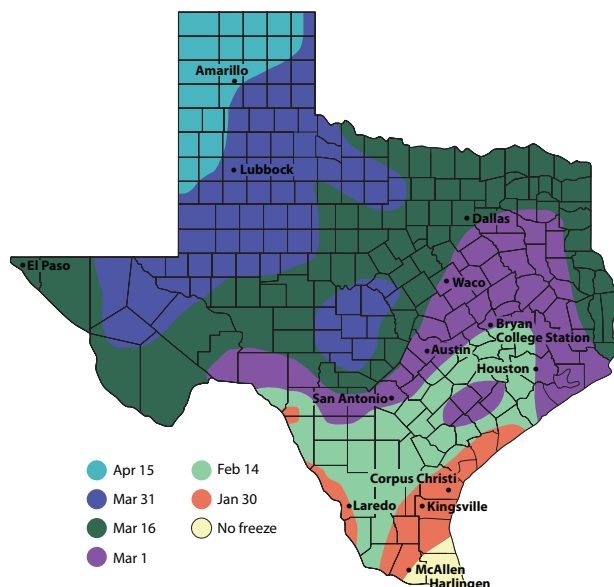 Amarillo
Lubbock
Dallas
El Paso
Waco
Bryan
College Station
Austin
Houston
San Antonio
Corpus Christi
Laredo
Kingsville
McAllen
Harlingen
Apr 15
Mar 31
Mar 16
Mar 1
Feb 14
Jan 30
No freeze